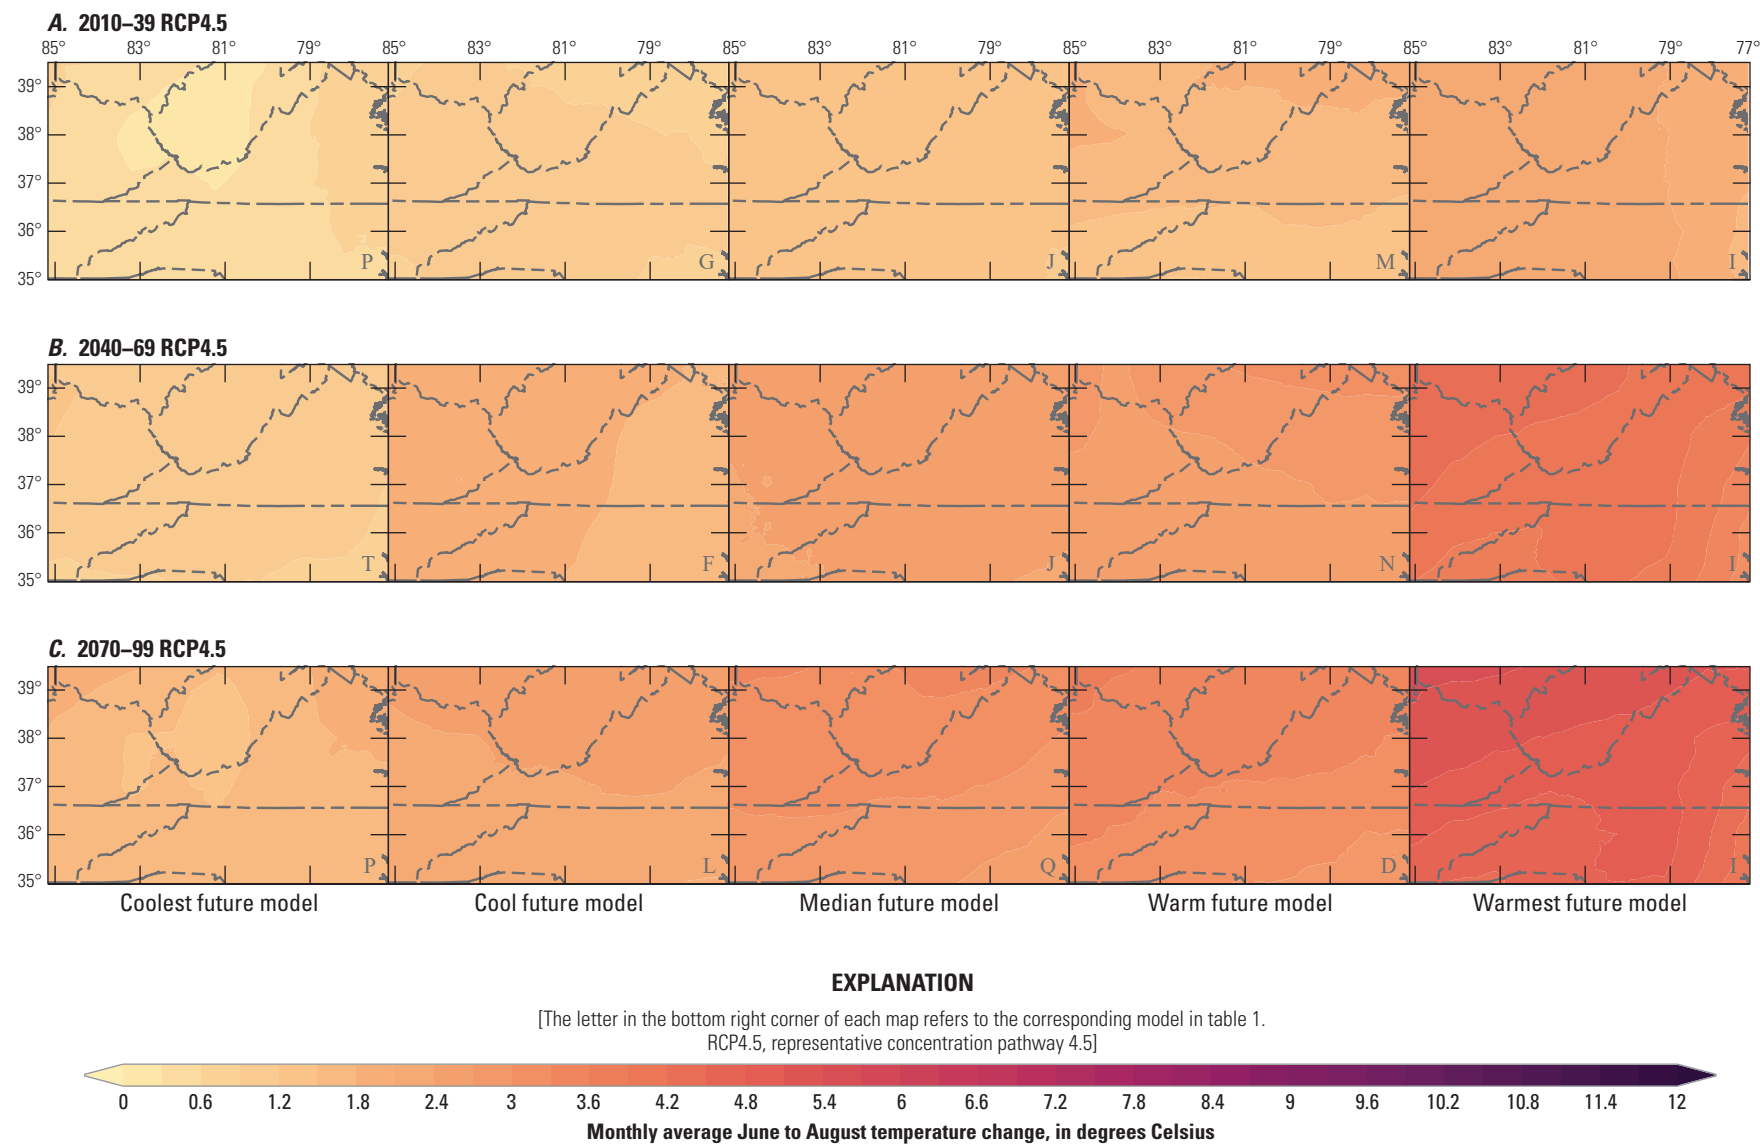 A. 2010–39 RCP4.5
85° 83° 81° 79° 85° 83° 81° 79° 85° 83° 81° 79° 85° 83° 81° 79° 85° 83° 81° 79° 77°
39°
38°
37°
36°
P G J M I
35°
B. 2040–69 RCP4.5
39°
38°
37°
36°
T F J N I
35°
C. 2070–99 RCP4.5
39°
38°
37°
36°
P L Q D I
35°
Coolest future model Cool future model Median future model Warm future model Warmest future model
EXPLANATION
[The letter in the bottom right corner of each map refers to the corresponding model in table 1.
RCP4.5, representative concentration pathway 4.5]
0 0.6 1.2 1.8 2.4 3 3.6 4.2 4.8 5.4 6 6.6 7.2 7.8 8.4 9 9.6 10.2 10.8 11.4 12
Monthly average June to August temperature change, in degrees Celsius